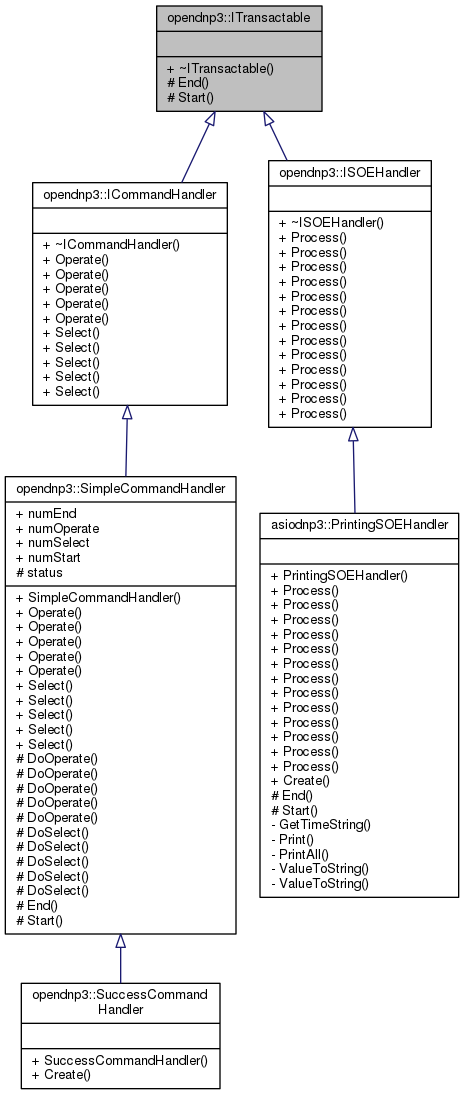 opendnp3::ITransactable
+ ~ITransactable()
# End()
# Start()
opendnp3::ICommandHandler
+ ~ICommandHandler()
+ Operate()
+ Operate()
+ Operate()
+ Operate()
+ Operate()
+ Select()
+ Select()
+ Select()
+ Select()
+ Select()
opendnp3::ISOEHandler
+ ~ISOEHandler()
+ Process()
+ Process()
+ Process()
+ Process()
+ Process()
+ Process()
+ Process()
+ Process()
+ Process()
+ Process()
+ Process()
+ Process()
+ Process()
opendnp3::SimpleCommandHandler
+ numEnd
+ numOperate
+ numSelect
+ numStart
# status
+ SimpleCommandHandler()
+ Operate()
+ Operate()
+ Operate()
+ Operate()
+ Operate()
+ Select()
+ Select()
+ Select()
+ Select()
+ Select()
# DoOperate()
# DoOperate()
# DoOperate()
# DoOperate()
# DoOperate()
# DoSelect()
# DoSelect()
# DoSelect()
# DoSelect()
# DoSelect()
# End()
# Start()
asiodnp3::PrintingSOEHandler
+ PrintingSOEHandler()
+ Process()
+ Process()
+ Process()
+ Process()
+ Process()
+ Process()
+ Process()
+ Process()
+ Process()
+ Process()
+ Process()
+ Process()
+ Process()
+ Create()
# End()
# Start()
- GetTimeString()
- Print()
- PrintAll()
- ValueToString()
- ValueToString()
opendnp3::SuccessCommand
Handler
+ SuccessCommandHandler()
+ Create()